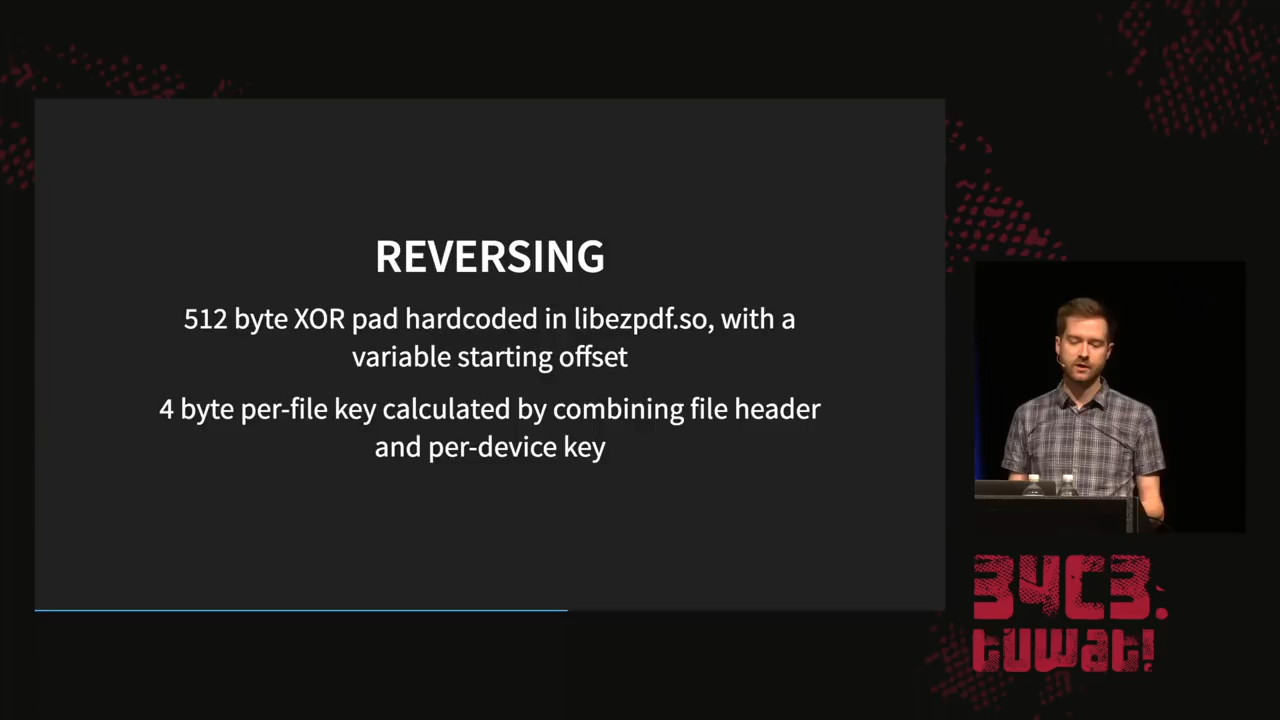 REVERSING
512 byte XOR pad hardcoded in libezpdf.so, with a
variable starting offset
4 byte per-file key calculated by combining file header
and per-device key
34C3.
tuwat!